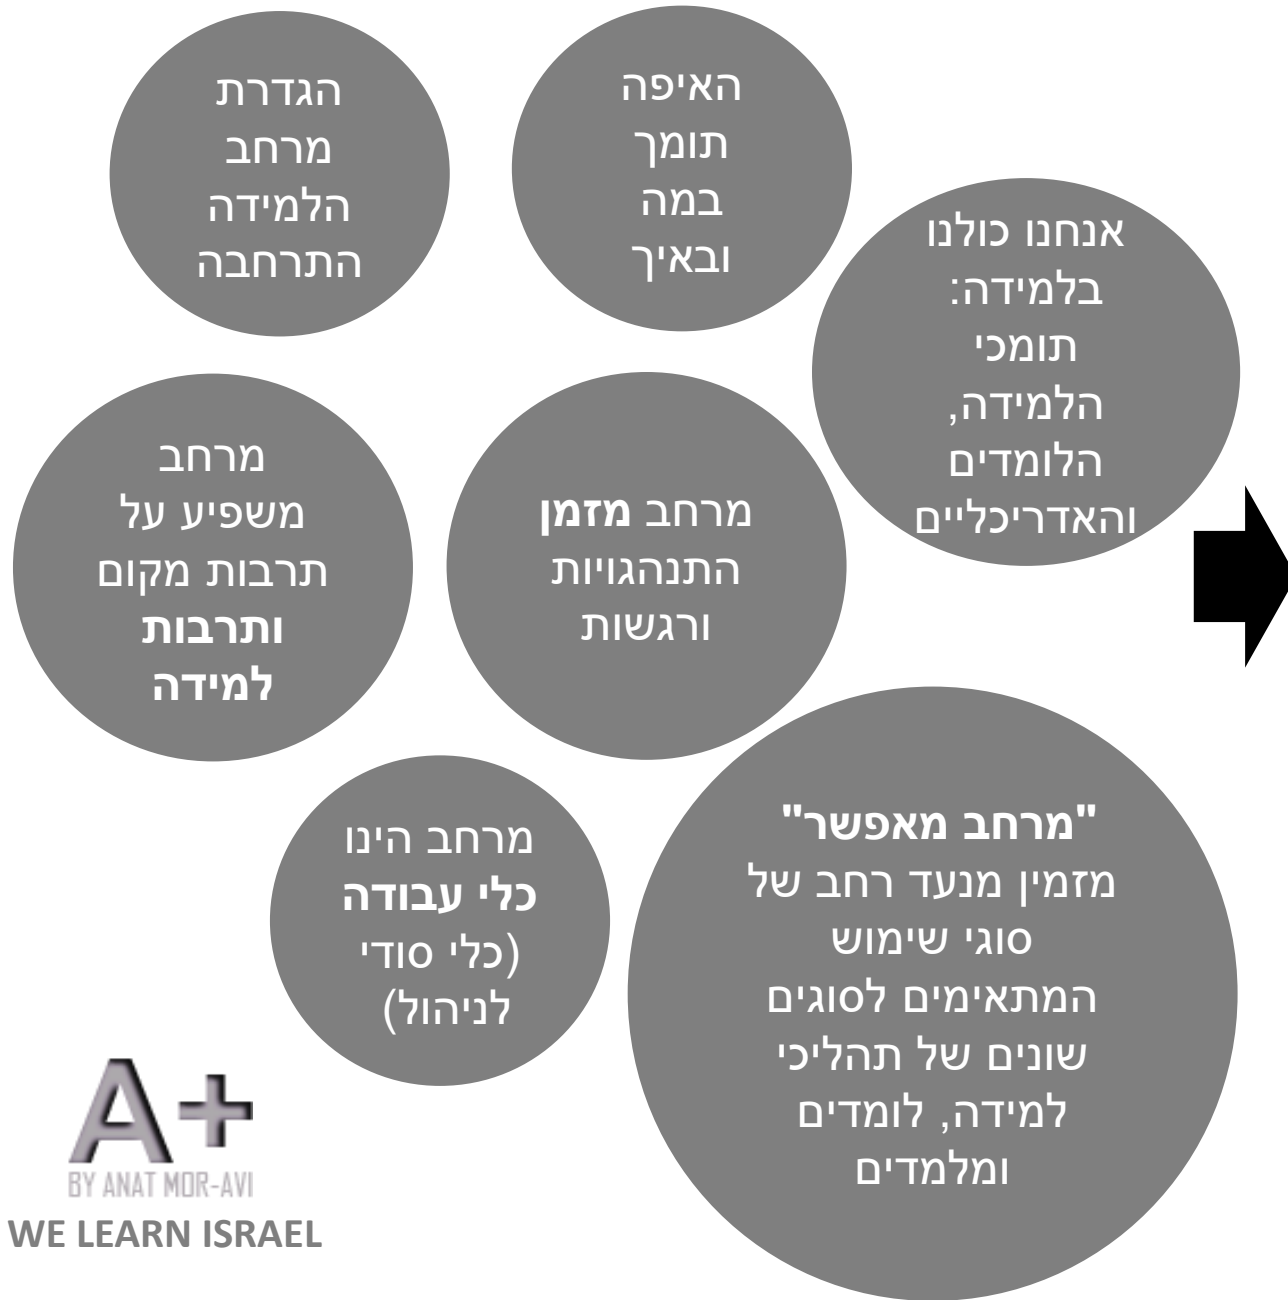 האיפה
תומך
במה
ובאיך
הגדרת
מרחב
הלמידה
התרחבה
אנחנו כולנו
בלמידה:
תומכי
הלמידה,
הלומדים
והאדריכליים
מרחב מזמן
התנהגויות
ורגשות
מרחב
משפיע על
תרבות מקום
ותרבות
למידה
"מרחב מאפשר"
מזמין מנעד רחב של
סוגי שימוש
המתאימים לסוגים
שונים של תהליכי
למידה, לומדים
ומלמדים
מרחב הינו
כלי עבודה
(כלי סודי
לניהול)
A+
BY ANAT MOR-AVI
WE LEARN ISRAEL